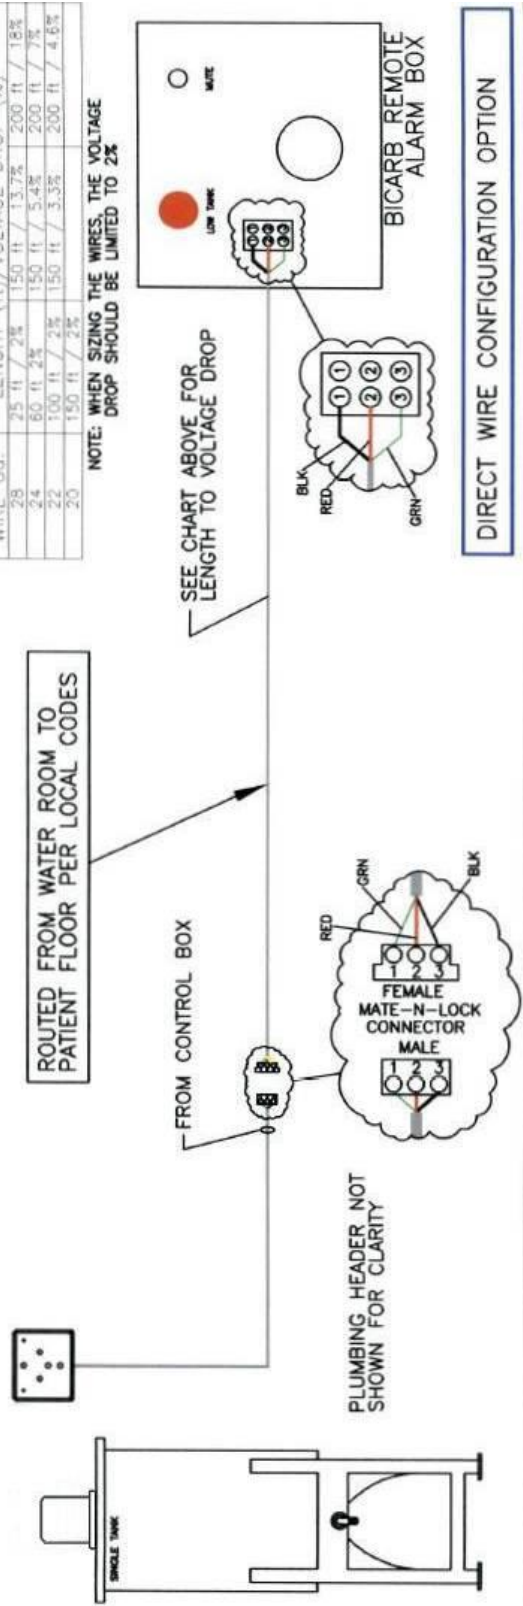 28 25 ft / 2% 150 ft / 13.7% 200 ft / 18%
24 60 ft 2% 150 ft / 5.4% 200 ft / 7%
22 100 ft / 2% 150 ft / 3.3% 200 ft / 4.6%
20 150 ft / 2%
NOTE: WHEN SIZING THE WIRES, THE VOLTAGE
DROP SHOULD BE LIMITED TO 2%
ROUTED FROM WATER ROOM TO
PATIENT FLOOR PER LOCAL CODES
SEE CHART ABOVE FOR
LENGTH TO VOLTAGE DROP
FROM CONTROL BOX
SINGLE TANK
PLUMBING HEADER NOT
SHOWN FOR CLARITY
GRN
RED
BLK
1 2 3
FEMALE
MATE-N-LOCK
CONNECTOR
MALE
1 2 3
BLK
RED
GRN
1 1
2 2
3 3
LOW TANK
MUTE
1 1
2 2
3 3
BICARB REMOTE
ALARM BOX
DIRECT WIRE CONFIGURATION OPTION